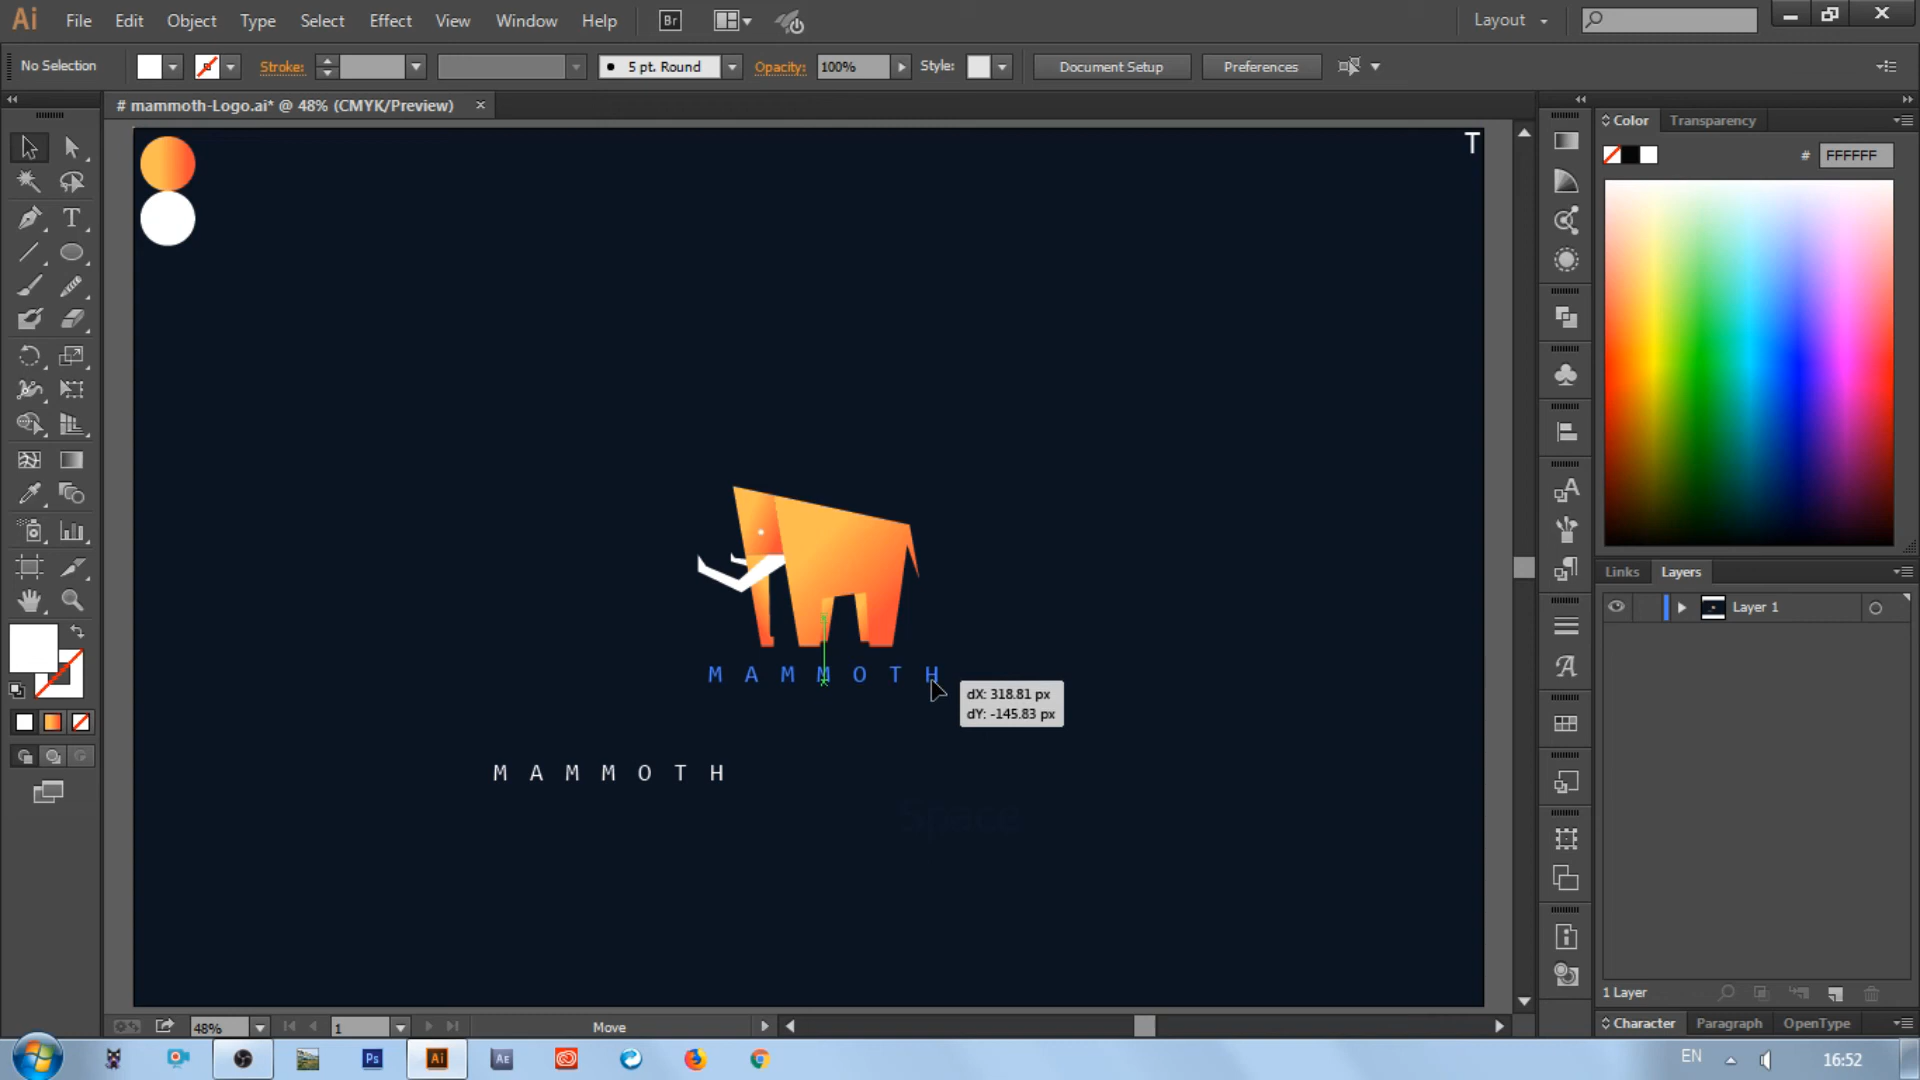 Ai File Edit Object Type Select Effect View Window Help Br Layout
No Selection Stroke: 5 pt. Round Opacity: 100% Style: Document Setup Preferences
# mammoth-Logo.ai* @ 48% (CMYK/Preview)
Color Transparency
T
# FFFFFF
Links Layers
Layer 1
M A M M O T H
dX: 318.81 px
dY: -145.83 px
M A M M O T H
Space
1 Layer
48% 1 Move
Character Paragraph OpenType
Ps Ai AE EN 16:52